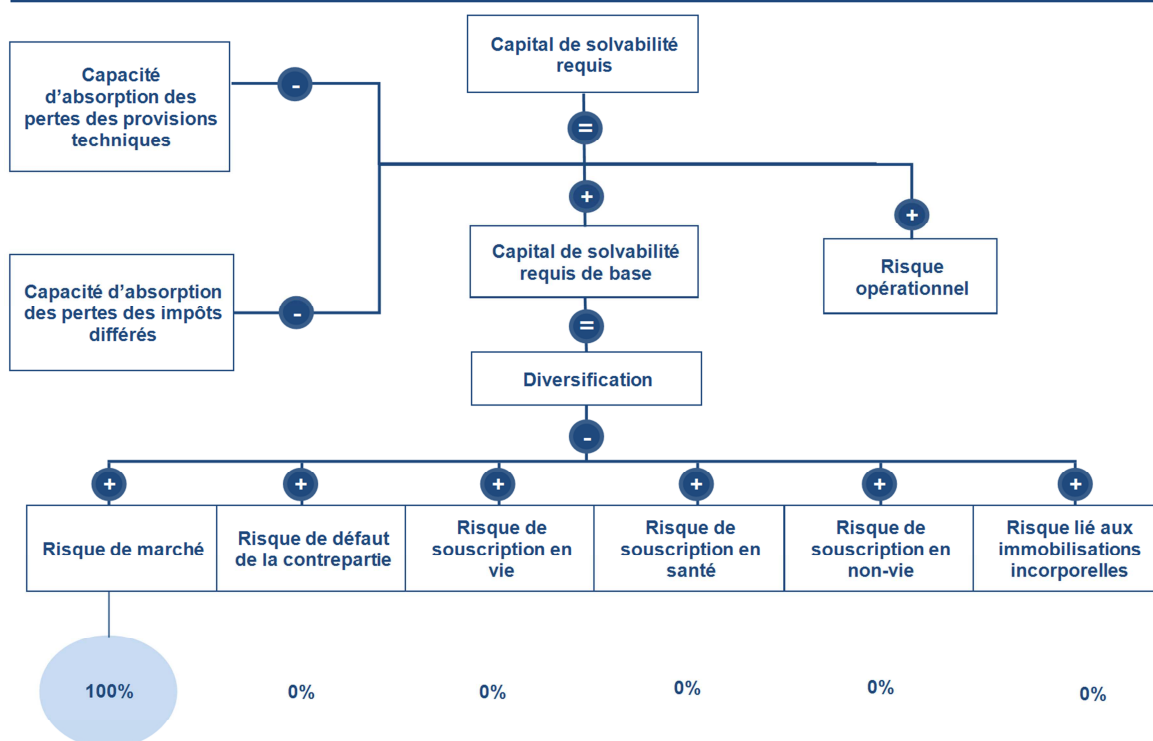 Capital de solvabilité
requis
Capacité
d'absorption des
pertes des provisions
techniques
-
=
+
+
Capital de solvabilité
requis de base
Risque
opérationnel
Capacité d'absorption
des pertes des impôts
différés
-
=
Diversification
-
+
+
+
+
+
+
Risque de marché
Risque de défaut
de la contrepartie
Risque de
souscription en
vie
Risque de
souscription en
santé
Risque de
souscription en
non-vie
Risque lié aux
immobilisations
incorporelles
100%
0%
0%
0%
0%
0%